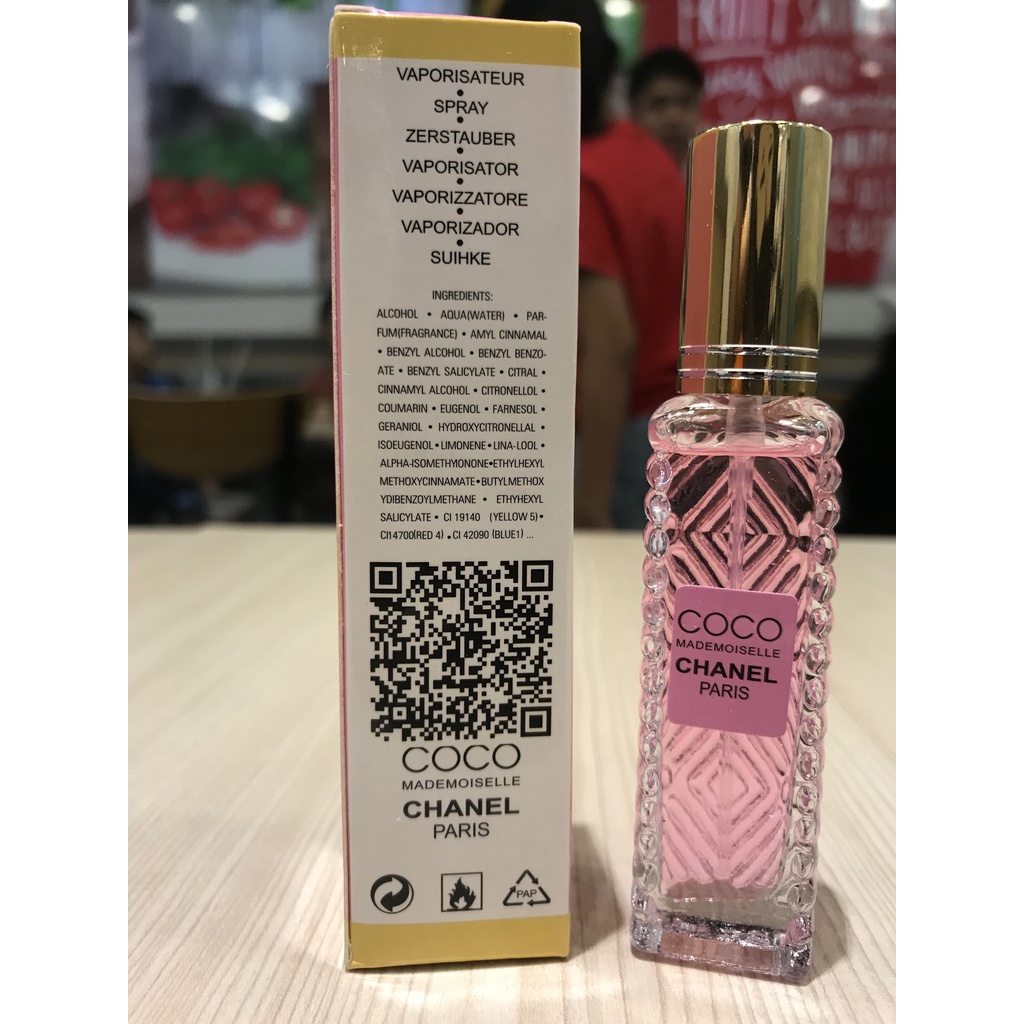 VAPORISATEUR
•
SPRAY
•
ZERSTAUBER
•
VAPORISATOR
•
VAPORIZZATORE
•
VAPORIZADOR
•
SUIHKE
INGREDIENTS:
ALCOHOL • AQUA(WATER) • PAR-
FUM(FRAGRANCE) • AMYL CINNAMAL
• BENZYL ALCOHOL • BENZYL BENZO-
ATE • BENZYL SALICYLATE • CITRAL •
CINNAMYL ALCOHOL • CITRONELLOL •
COUMARIN • EUGENOL • FARNESOL •
GERANIOL • HYDROXYCITRONELLAL •
ISOEUGENOL • LIMONENE • LINA-LOOL •
ALPHA-ISOMETHYIONONE•ETHYLHEXYL
METHOXYCINNAMATE•BUTYLMETHOX
YDIBENZOYLMETHANE • ETHYHEXYL
SALICYLATE • CI 19140 (YELLOW 5)•
CI14700(RED 4) • CI 42090 (BLUE1) ...
COCO
MADEMOISELLE
CHANEL
PARIS
PAP
COCO
MADEMOISELLE
CHANEL
PARIS